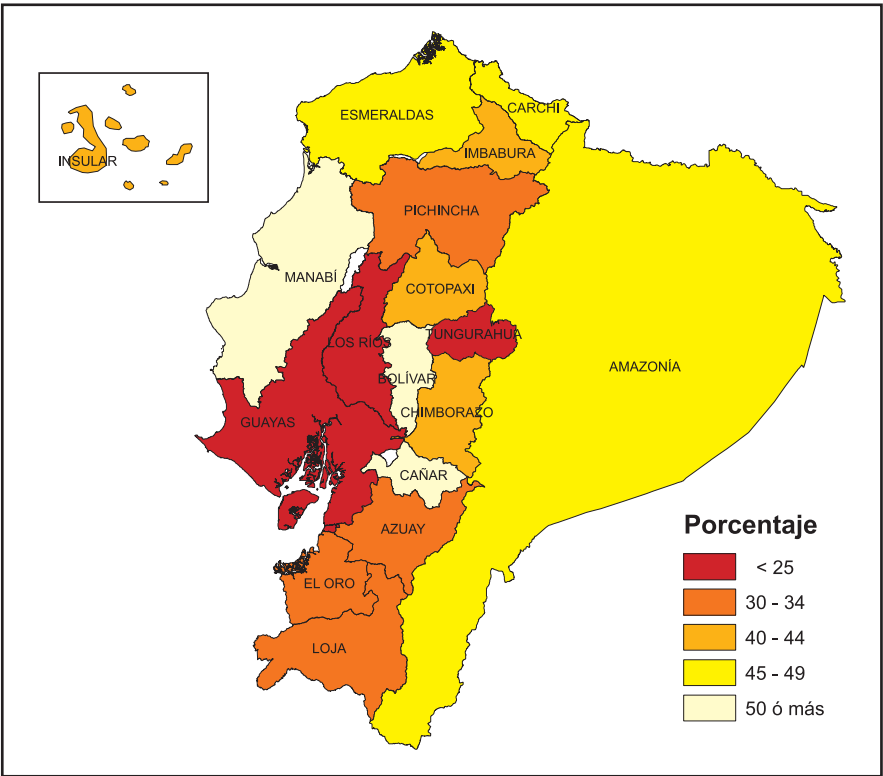 ESMERALDAS
CARCHI
IMBABURA
INSULAR
PICHINCHA
MANABÍ
COTOPAXI
TUNGURAHUA
LOS RÍOS
AMAZONÍA
BOLÍVAR
CHIMBORAZO
GUAYAS
CAÑAR
AZUAY
EL ORO
LOJA
Porcentaje
< 25
30 - 34
40 - 44
45 - 49
50 ó más